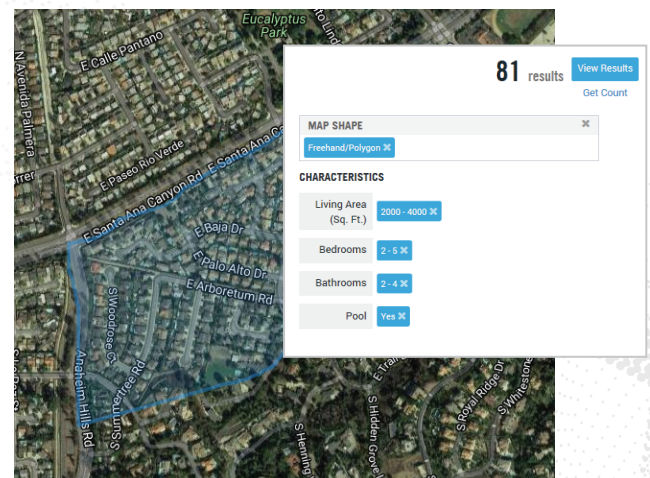 Eucalyptus
Park
E Calle Pantano
N Avenida Palmera
E Paseo Rio Verde
E Santa Ana Canyon Rd
E Santa Ana Ca
E Baja Dr
E Palo Alto Dr
E Arboretum Rd
S Woodrose Ct
Anaheim Hills Rd
S Hidden Grove
S Henning
S Royal Ridge Dr
S Whitestone
81 results
View Results
Get Count
MAP SHAPE
Freehand/Polygon
CHARACTERISTICS
Living Area
(Sq. Ft.) 2000 - 4000
Bedrooms 2 - 5
Bathrooms 2 - 4
Pool Yes